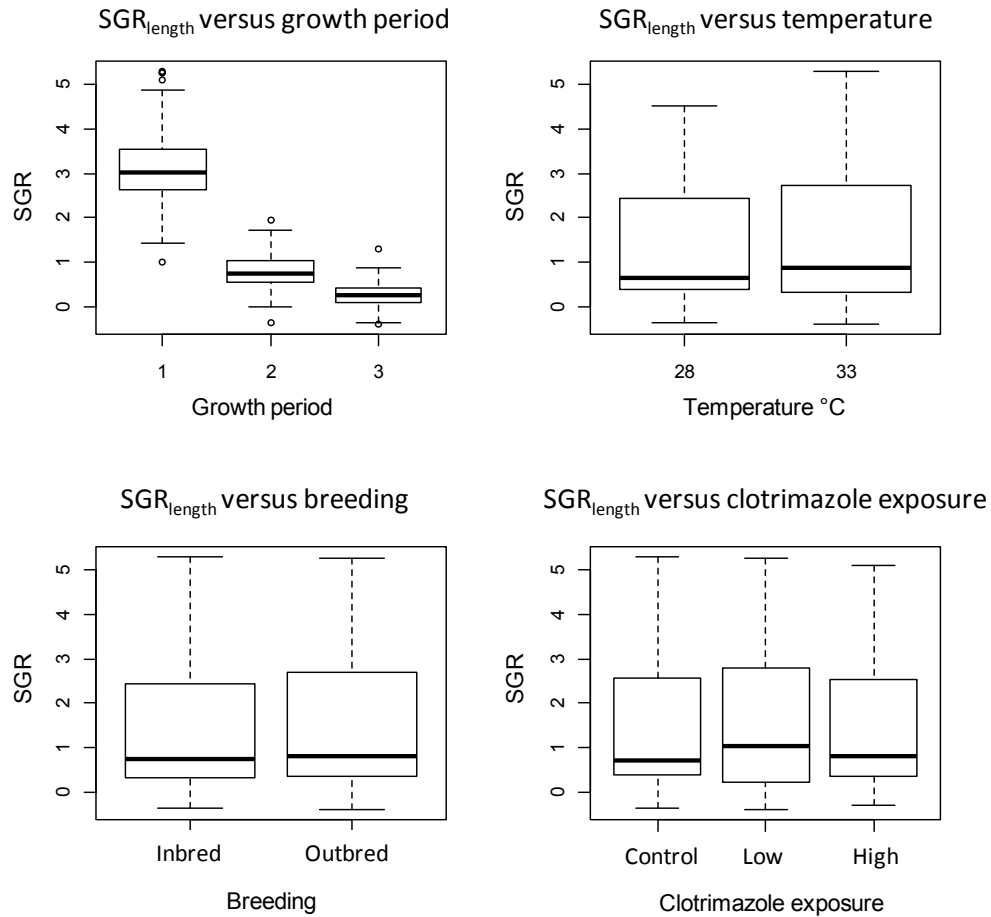 SGRlength versus growth period
SGR
5
4
3
2
1
0
1 2 3
Growth period
SGRlength versus temperature
SGR
5
4
3
2
1
0
28 33
Temperature °C
SGRlength versus breeding
SGR
5
4
3
2
1
0
Inbred Outbred
Breeding
SGRlength versus clotrimazole exposure
SGR
5
4
3
2
1
0
Control Low High
Clotrimazole exposure